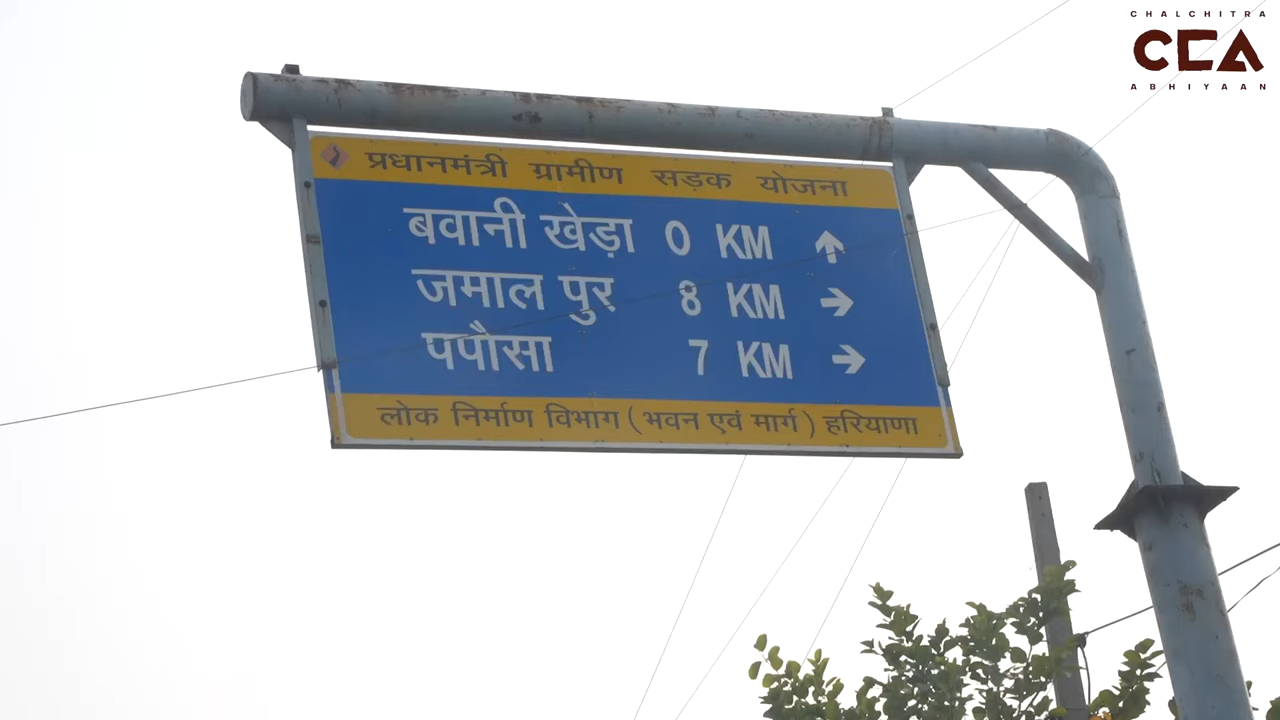 CHALCHITRA
CCA
ABHIYAAN
प्रधानमंत्री ग्रामीण सड़क योजना
बवानी खेड़ा 0 KM ↑
जमाल पुर 8 KM →
पपौसा 7 KM →
लोक निर्माण विभाग (भवन एवं मार्ग) हरियाणा